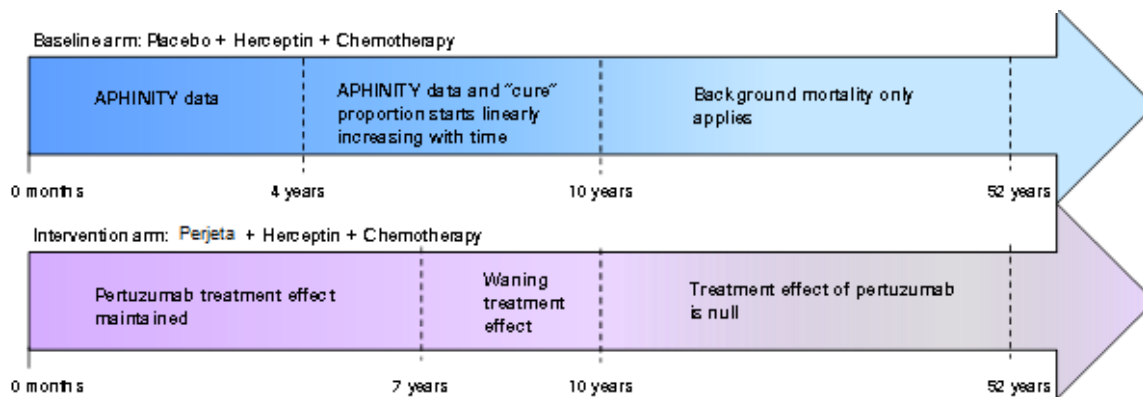 Baseline arm: Placebo + Herceptin + Chemotherapy
APHINITY data
APHINITY data and "cure"
proportion starts linearly
increasing with time
Background mortality only
applies
0 months
4 years
10 years
52 years
Intervention arm: Perjeta + Herceptin + Chemotherapy
Pertuzumab treatment effect
maintained
Waning
treatment
effect
Treatment effect of pertuzumab
is null
0 months
7 years
10 years
52 years